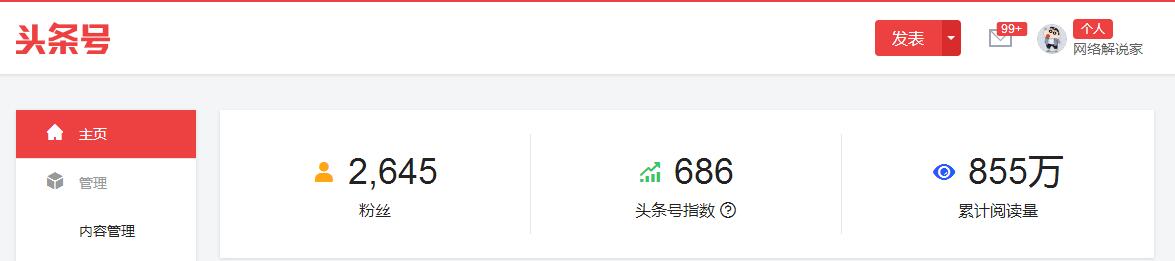 头条号
发表
99+
个人
网络解说家
主页
管理
内容管理
2,645
粉丝
686
头条号指数
855万
累计阅读量